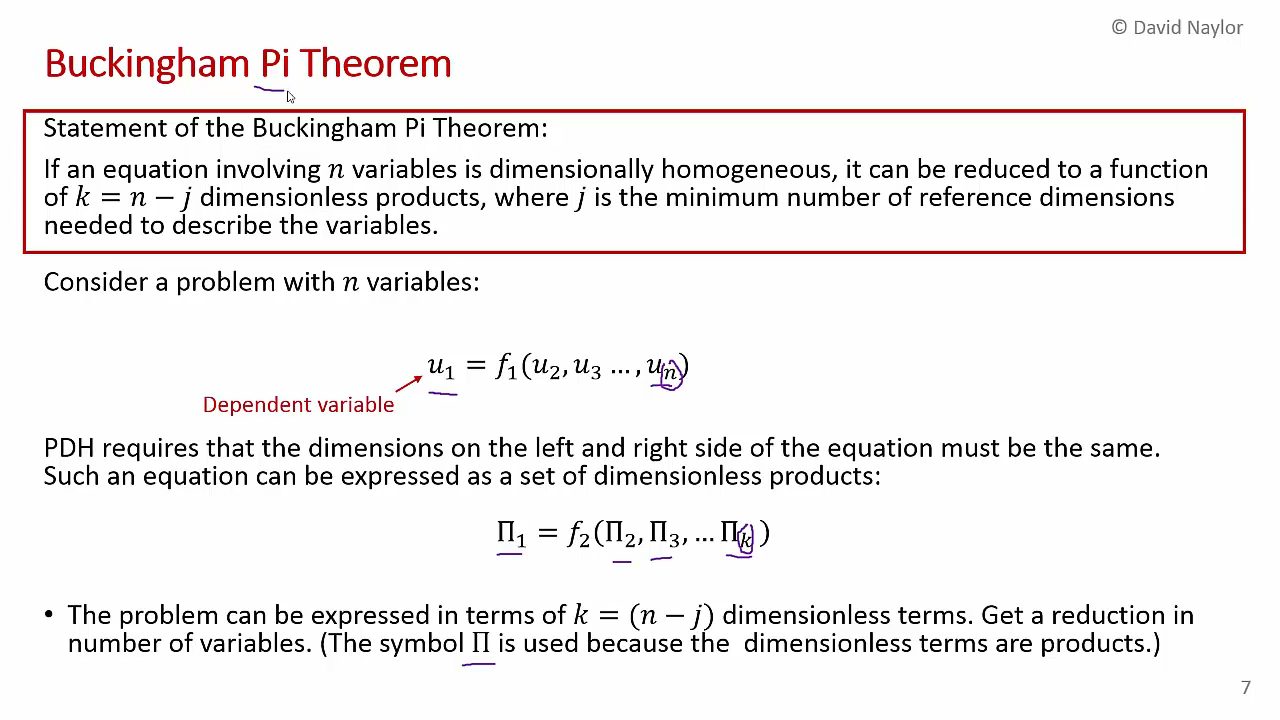 © David Naylor
Buckingham Pi Theorem
Statement of the Buckingham Pi Theorem:
If an equation involving n variables is dimensionally homogeneous, it can be reduced to a function
of k = n − j dimensionless products, where j is the minimum number of reference dimensions
needed to describe the variables.
Consider a problem with n variables:
u₁ = f₁(u₂, u₃ …, uₙ)
Dependent variable
PDH requires that the dimensions on the left and right side of the equation must be the same.
Such an equation can be expressed as a set of dimensionless products:
Π₁ = f₂(Π₂, Π₃, … Πₖ )
• The problem can be expressed in terms of k = (n − j) dimensionless terms. Get a reduction in
number of variables. (The symbol Π is used because the dimensionless terms are products.)
7